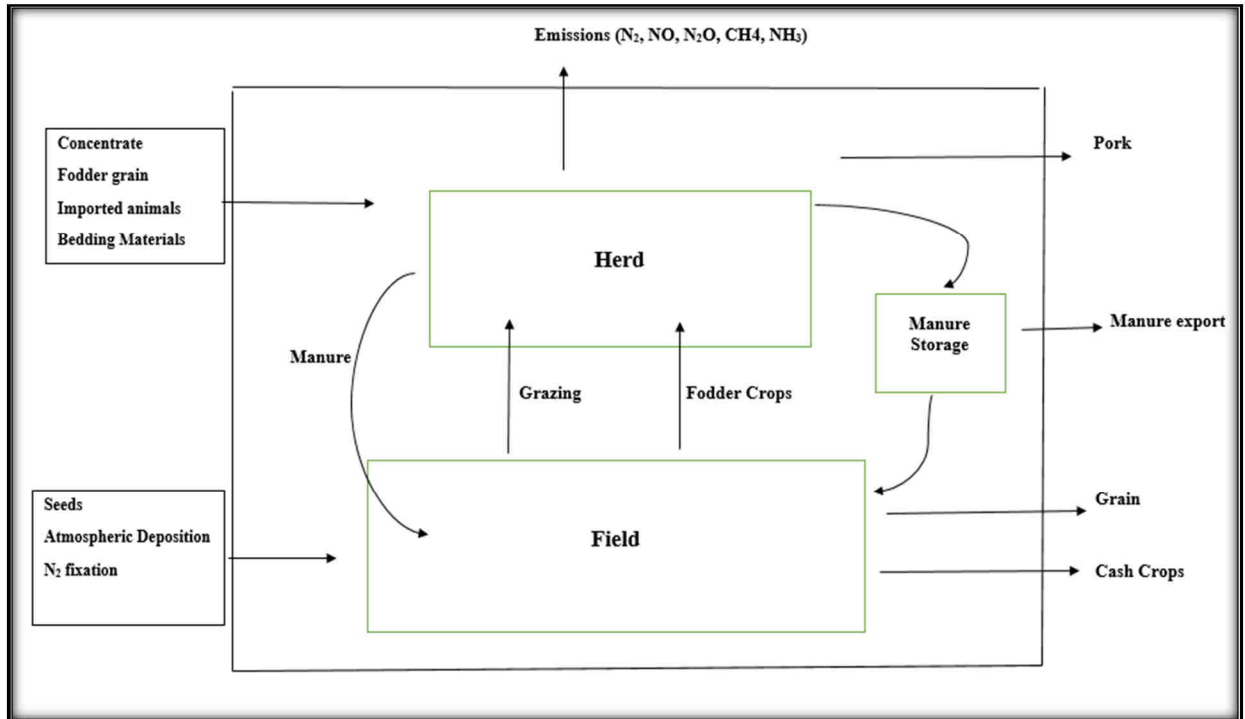 Emissions (N₂, NO, N₂O, CH4, NH₃)
Concentrate
Fodder grain
Imported animals
Bedding Materials
Pork
Herd
Manure
Storage
Manure export
Manure
Grazing
Fodder Crops
Seeds
Atmospheric Deposition
N₂ fixation
Field
Grain
Cash Crops